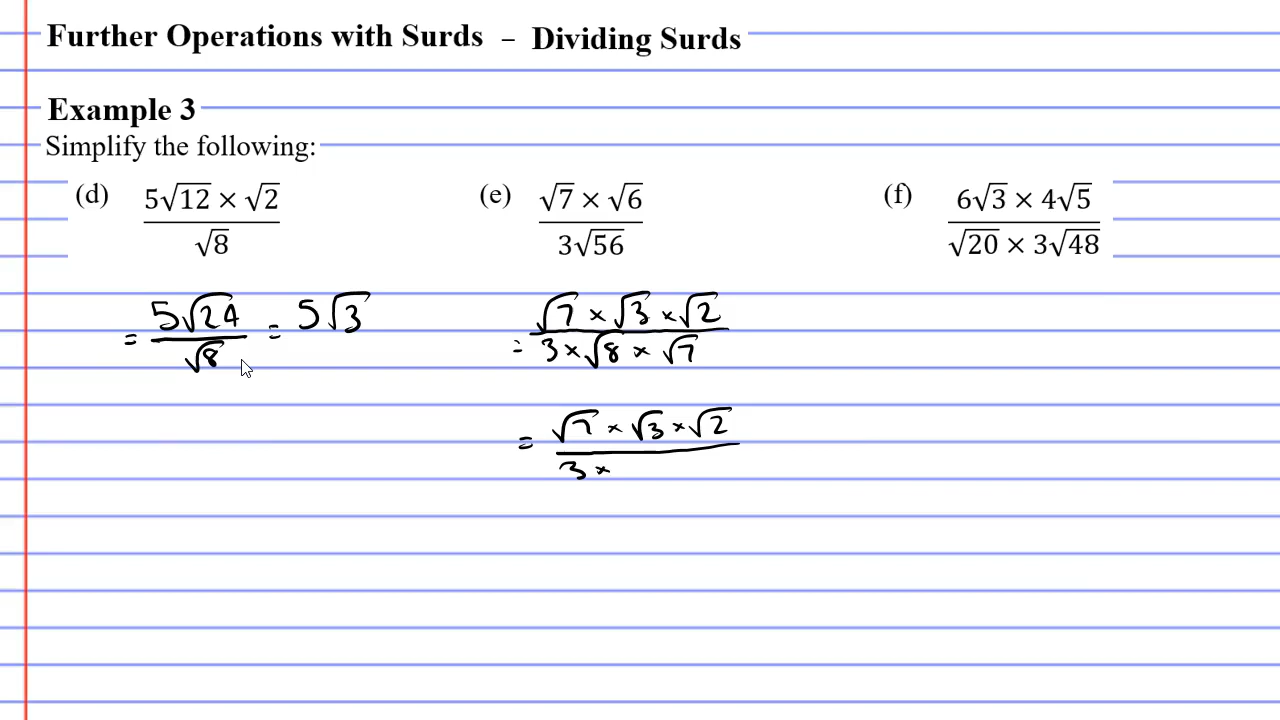 Further Operations with Surds – Dividing Surds
Example 3
Simplify the following:
(d) (5√12 × √2)/√8
(e) (√7 × √6)/(3√56)
(f) (6√3 × 4√5)/(√20 × 3√48)
= 5√24/√8 = 5√3
= (√7 × √3 × √2)/(3 × √8 × √7)
= (√7 × √3 × √2)/(3 ×